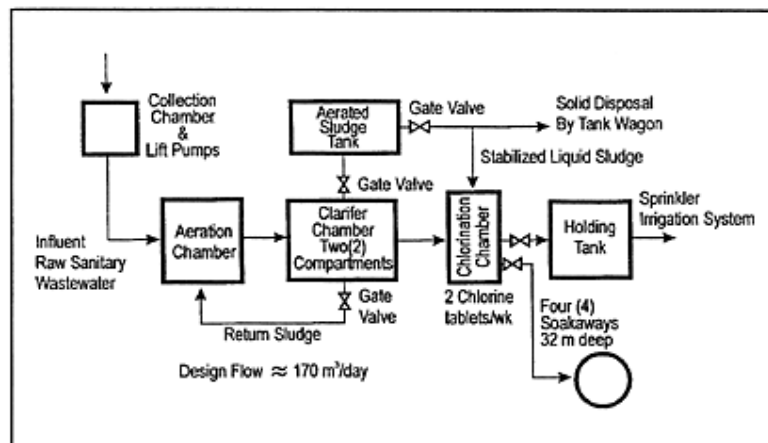 Collection
Chamber
&
Lift Pumps
Aerated
Sludge
Tank
Gate Valve
Solid Disposal
By Tank Wagon
Stabilized Liquid Sludge
Gate Valve
Influent
Raw Sanitary
Wastewater
Aeration
Chamber
Clarifer
Chamber
Two(2)
Compartments
Chlorination
Chamber
Holding
Tank
Sprinkler
Irrigation System
Gate
Valve
Return Sludge
2 Chlorine
tablets/wk
Four (4)
Soakaways
32 m deep
Design Flow ≈ 170 m³/day